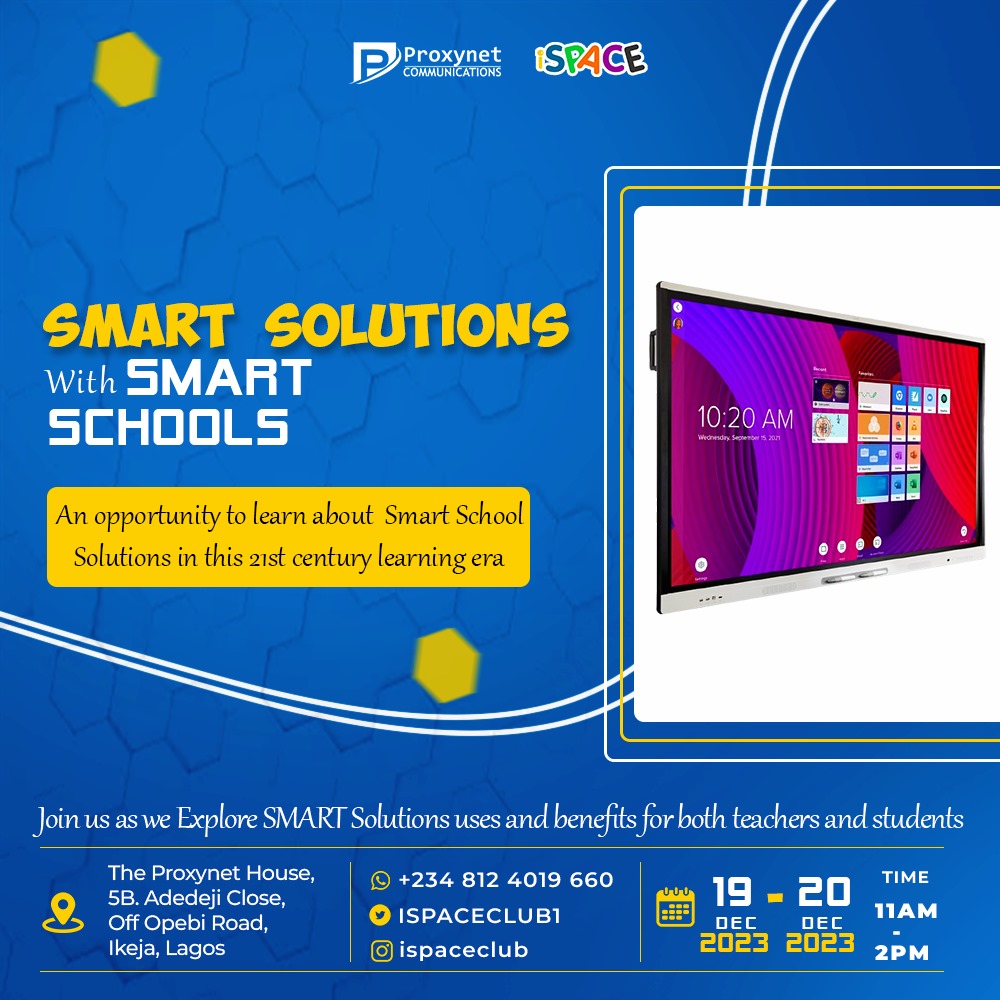 Proxynet
COMMUNICATIONS
iSPACE
SMART SOLUTIONS
With SMART
SCHOOLS
An opportunity to learn about Smart School
Solutions in this 21st century learning era
10:20 AM
Wednesday, September 15, 2021
Recent
Favorites
Settings
Join us as we Explore SMART Solutions uses and benefits for both teachers and students
The Proxynet House,
5B. Adedeji Close,
Off Opebi Road,
Ikeja, Lagos
+234 812 4019 660
ISPACECLUB1
ispaceclub
19 - 20
DEC DEC
2023 2023
TIME
11AM
-
2PM